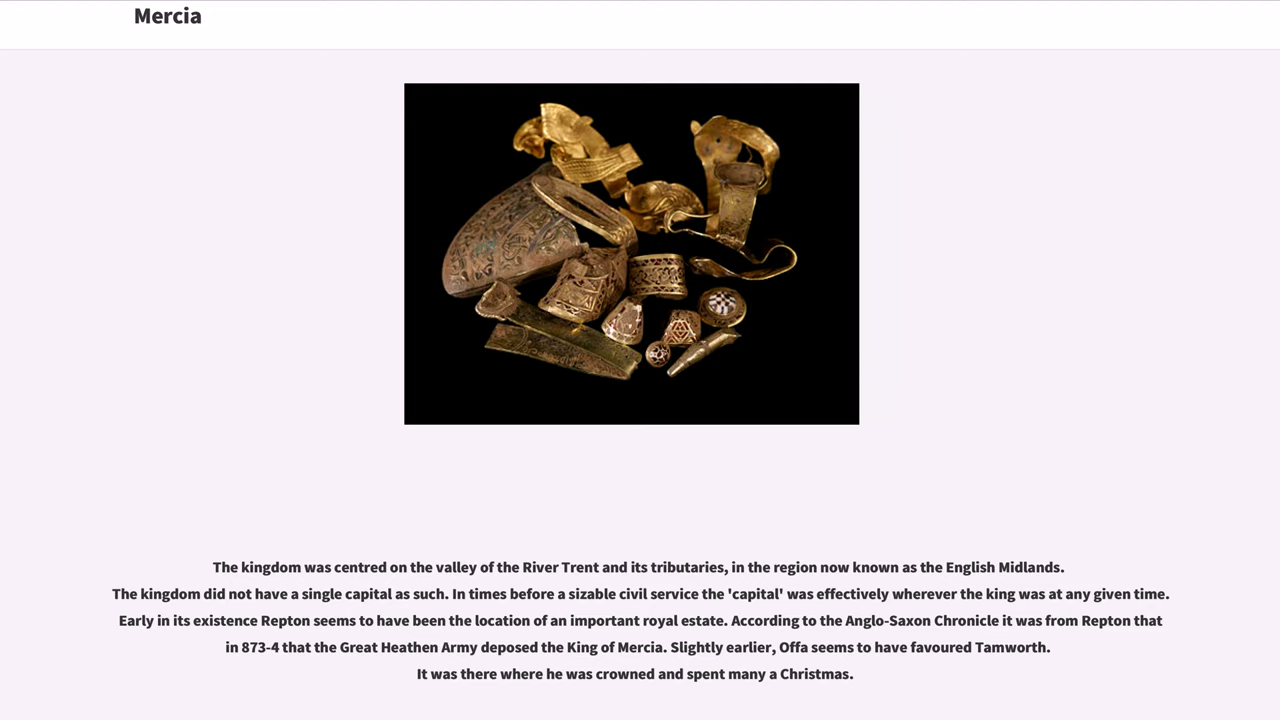 Mercia
The kingdom was centred on the valley of the River Trent and its tributaries, in the region now known as the English Midlands.
The kingdom did not have a single capital as such. In times before a sizable civil service the 'capital' was effectively wherever the king was at any given time.
Early in its existence Repton seems to have been the location of an important royal estate. According to the Anglo-Saxon Chronicle it was from Repton that
in 873-4 that the Great Heathen Army deposed the King of Mercia. Slightly earlier, Offa seems to have favoured Tamworth.
It was there where he was crowned and spent many a Christmas.